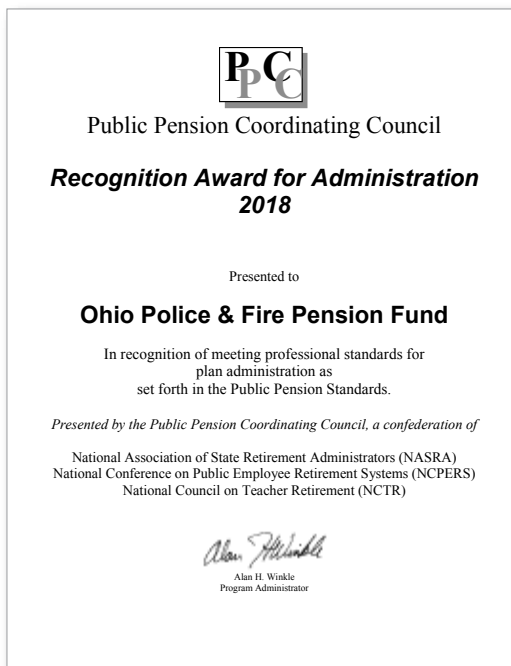 P C
P C
Public Pension Coordinating Council
Recognition Award for Administration
2018
Presented to
Ohio Police & Fire Pension Fund
In recognition of meeting professional standards for
plan administration as
set forth in the Public Pension Standards.
Presented by the Public Pension Coordinating Council, a confederation of
National Association of State Retirement Administrators (NASRA)
National Conference on Public Employee Retirement Systems (NCPERS)
National Council on Teacher Retirement (NCTR)
Alan H Winkle
Alan H. Winkle
Program Administrator